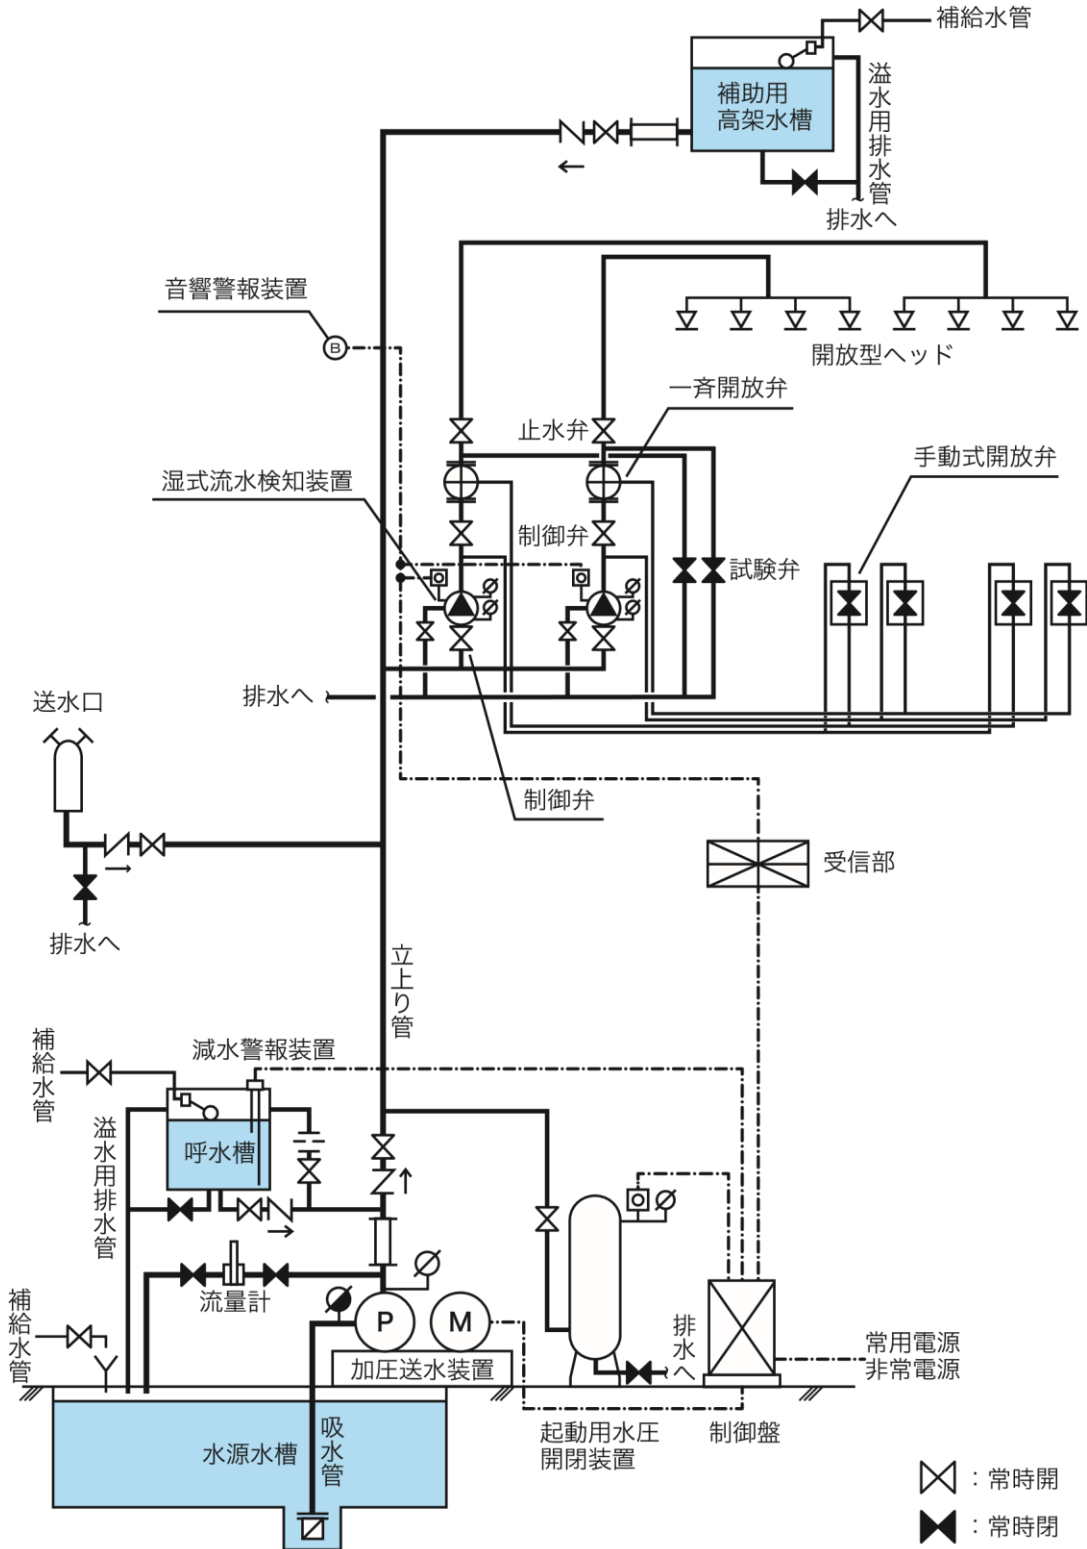 補給水管
補助用
高架水槽
溢水用排水管
排水へ
音響警報装置
B
開放型ヘッド
一斉開放弁
止水弁
手動式開放弁
湿式流水検知装置
制御弁
試験弁
排水へ
送水口
制御弁
受信部
排水へ
立上り管
補給水管
減水警報装置
呼水槽
溢水用排水管
流量計
補給水管
P
M
加圧送水装置
排水へ
常用電源
非常電源
水源水槽
吸水管
起動用水圧
開閉装置
制御盤
：常時開
：常時閉